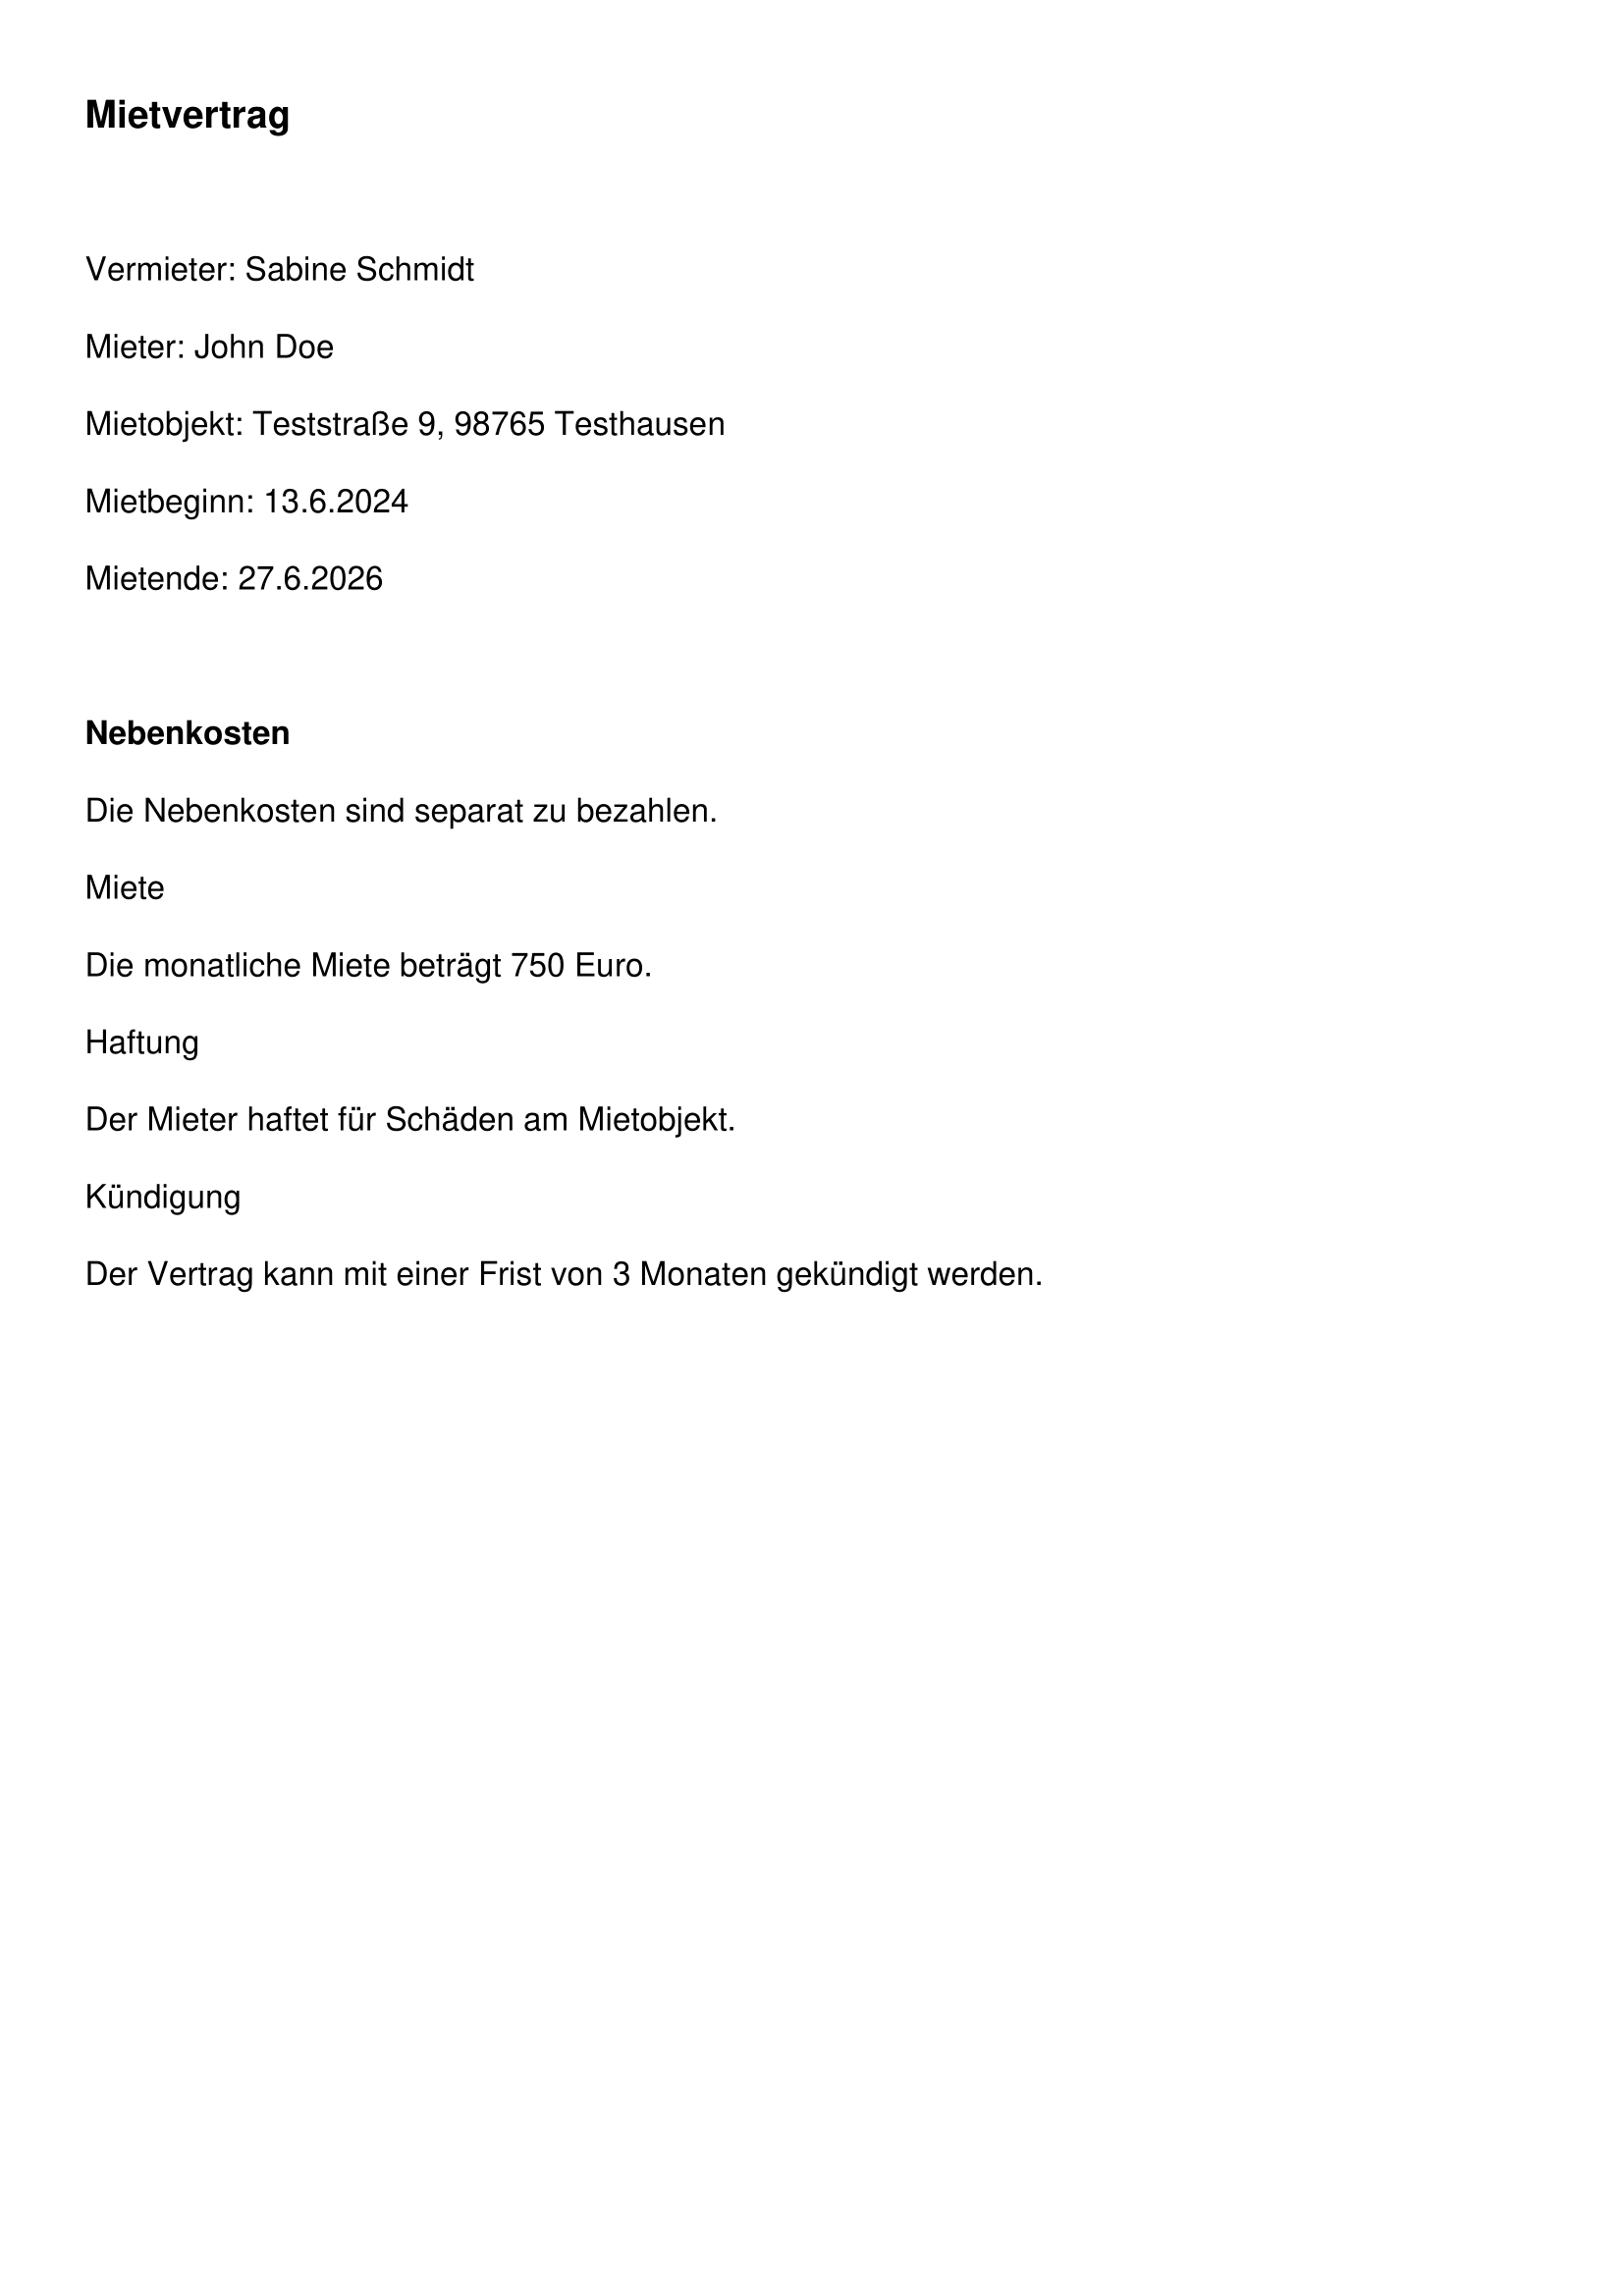 Mietvertrag
Vermieter: Sabine Schmidt
Mieter: John Doe
Mietobjekt: Teststraße 9, 98765 Testhausen
Mietbeginn: 13.6.2024
Mietende: 27.6.2026
Nebenkosten
Die Nebenkosten sind separat zu bezahlen.
Miete
Die monatliche Miete beträgt 750 Euro.
Haftung
Der Mieter haftet für Schäden am Mietobjekt.
Kündigung
Der Vertrag kann mit einer Frist von 3 Monaten gekündigt werden.